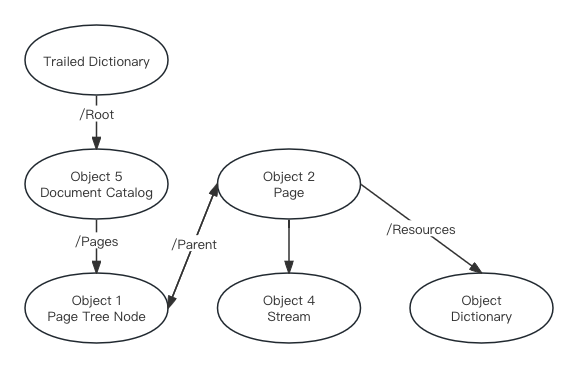 Trailed Dictionary
/Root
Object 5
Document Catalog
Object 2
Page
/Pages
/Parent
/Resources
Object 1
Page Tree Node
Object 4
Stream
Object
Dictionary